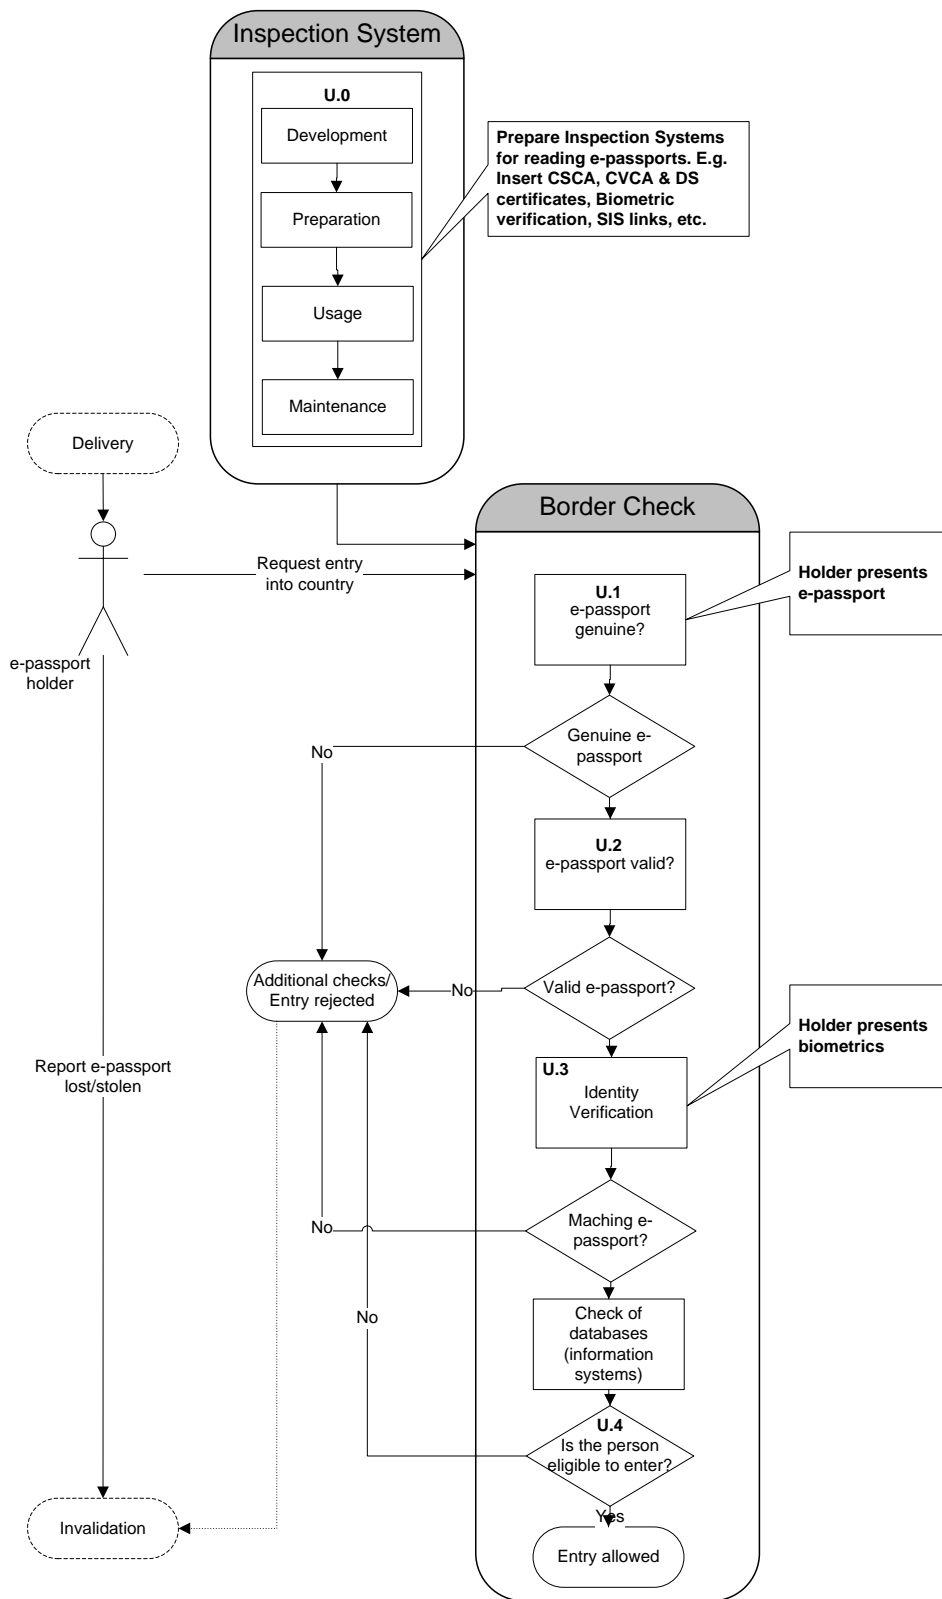 Inspection System
U.0
Development
Preparation
Usage
Maintenance
Prepare Inspection Systems
for reading e-passports. E.g.
Insert CSCA, CVCA & DS
certificates, Biometric
verification, SIS links, etc.
Delivery
e-passport
holder
Request entry
into country
Border Check
U.1
e-passport
genuine?
Holder presents
e-passport
Genuine e-
passport
No
U.2
e-passport valid?
Additional checks/
Entry rejected
No
Valid e-passport?
U.3
Identity
Verification
Holder presents
biometrics
Report e-passport
lost/stolen
Maching e-
passport?
No
No
Check of
databases
(information
systems)
U.4
Is the person
eligible to enter?
Yes
Entry allowed
Invalidation